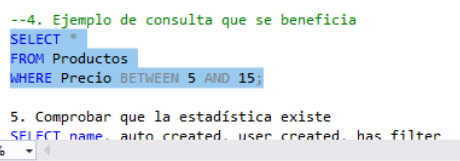 --4. Ejemplo de consulta que se beneficia
SELECT *
FROM Productos
WHERE Precio BETWEEN 5 AND 15;
5. Comprobar que la estadística existe
SELECT name, auto_created, user_created, has_filter